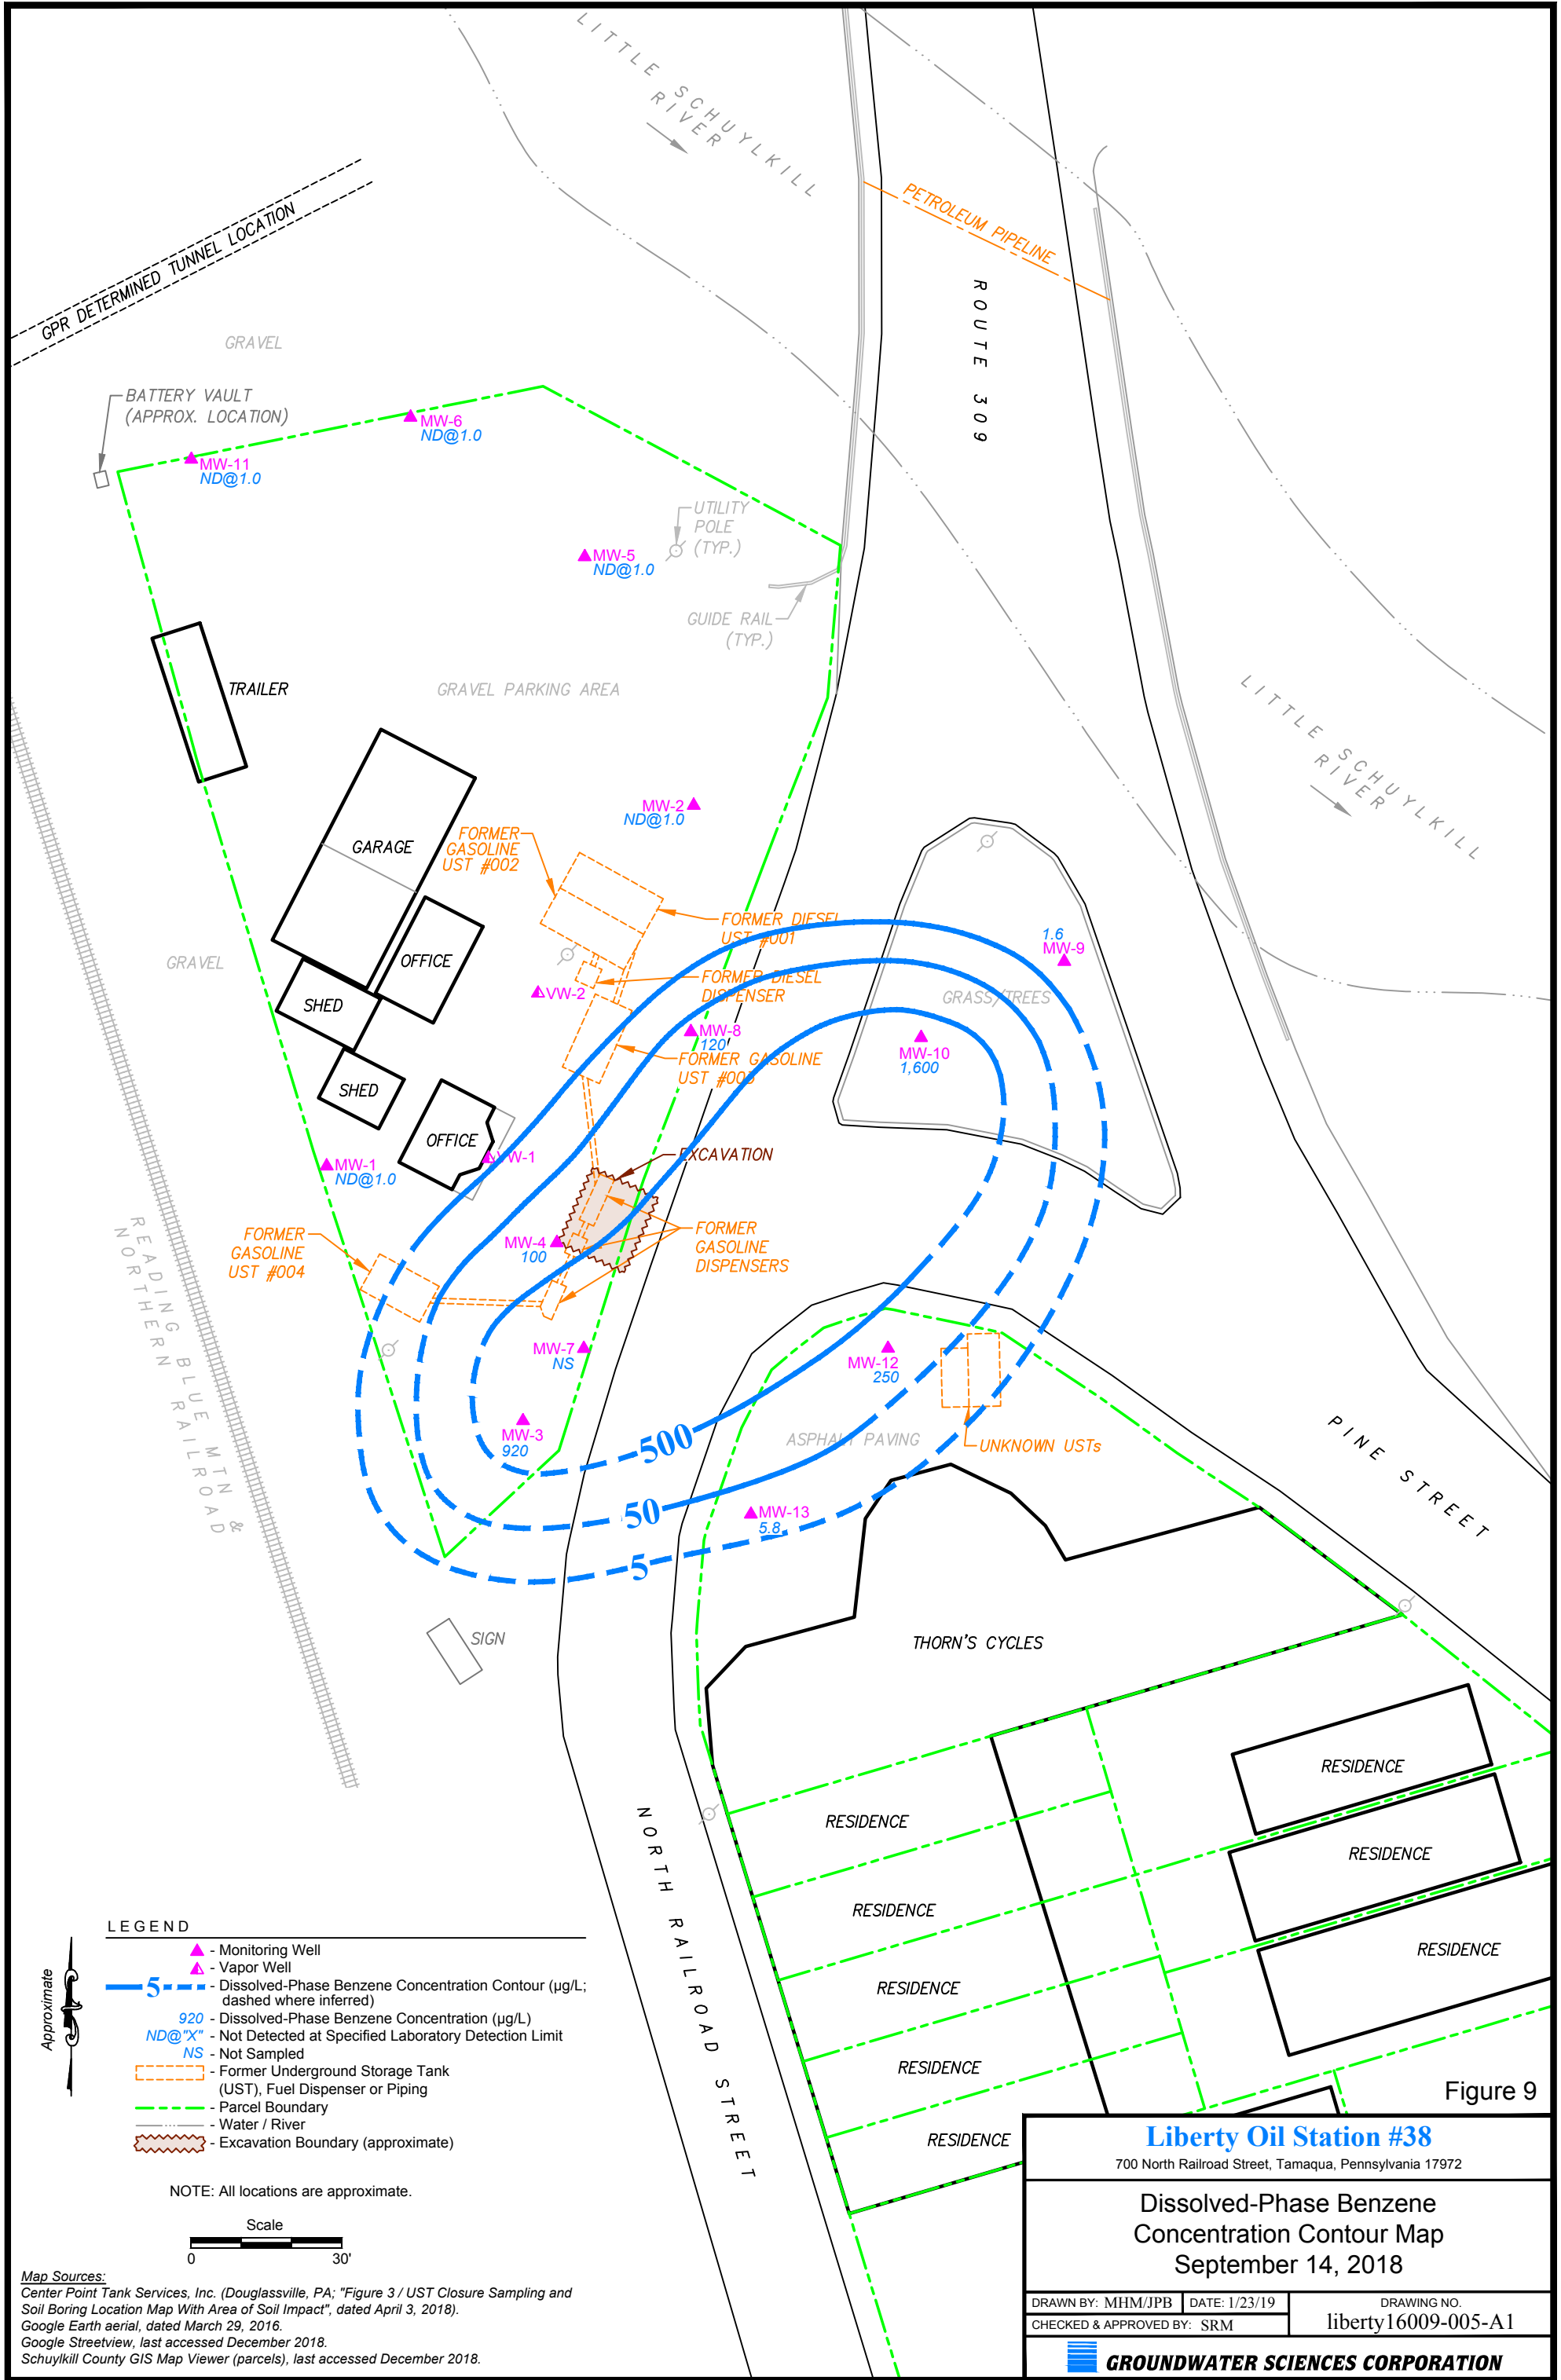 LITTLE SCHUYLKILL
RIVER
PETROLEUM PIPELINE
GPR DETERMINED TUNNEL LOCATION
ROUTE 309
GRAVEL
BATTERY VAULT
(APPROX. LOCATION)
MW-6
ND@1.0
MW-11
ND@1.0
UTILITY
POLE
(TYP.)
MW-5
ND@1.0
GUIDE RAIL
(TYP.)
TRAILER
GRAVEL PARKING AREA
LITTLE SCHUYLKILL
RIVER
MW-2
ND@1.0
GARAGE
FORMER
GASOLINE
UST #002
FORMER DIESEL
UST #001
1.6
MW-9
GRAVEL
OFFICE
FORMER DIESEL
DISPENSER
GRASS/TREES
VW-2
SHED
MW-8
120
MW-10
1,600
FORMER GASOLINE
UST #003
SHED
OFFICE
EXCAVATION
VW-1
MW-1
ND@1.0
FORMER
GASOLINE
UST #004
MW-4
100
FORMER
GASOLINE
DISPENSERS
READING BLUE MTN &
NORTHERN RAILROAD
MW-7
NS
MW-12
250
MW-3
920
500
ASPHALT PAVING
UNKNOWN USTs
PINE STREET
50
MW-13
5.8
5
SIGN
THORN'S CYCLES
RESIDENCE
RESIDENCE
RESIDENCE
RESIDENCE
RESIDENCE
RESIDENCE
RESIDENCE
RESIDENCE
NORTH RAILROAD STREET
LEGEND
Approximate
- Monitoring Well
- Vapor Well
5 - Dissolved-Phase Benzene Concentration Contour (µg/L;
dashed where inferred)
920 - Dissolved-Phase Benzene Concentration (µg/L)
ND@"X" - Not Detected at Specified Laboratory Detection Limit
NS - Not Sampled
- Former Underground Storage Tank
(UST), Fuel Dispenser or Piping
- Parcel Boundary
- Water / River
- Excavation Boundary (approximate)
NOTE: All locations are approximate.
Scale
0 30'
Map Sources:
Center Point Tank Services, Inc. (Douglassville, PA; "Figure 3 / UST Closure Sampling and
Soil Boring Location Map With Area of Soil Impact", dated April 3, 2018).
Google Earth aerial, dated March 29, 2016.
Google Streetview, last accessed December 2018.
Schuylkill County GIS Map Viewer (parcels), last accessed December 2018.
Figure 9
Liberty Oil Station #38
700 North Railroad Street, Tamaqua, Pennsylvania 17972
Dissolved-Phase Benzene
Concentration Contour Map
September 14, 2018
DRAWN BY: MHM/JPB DATE: 1/23/19
CHECKED & APPROVED BY: SRM
DRAWING NO.
liberty16009-005-A1
GROUNDWATER SCIENCES CORPORATION